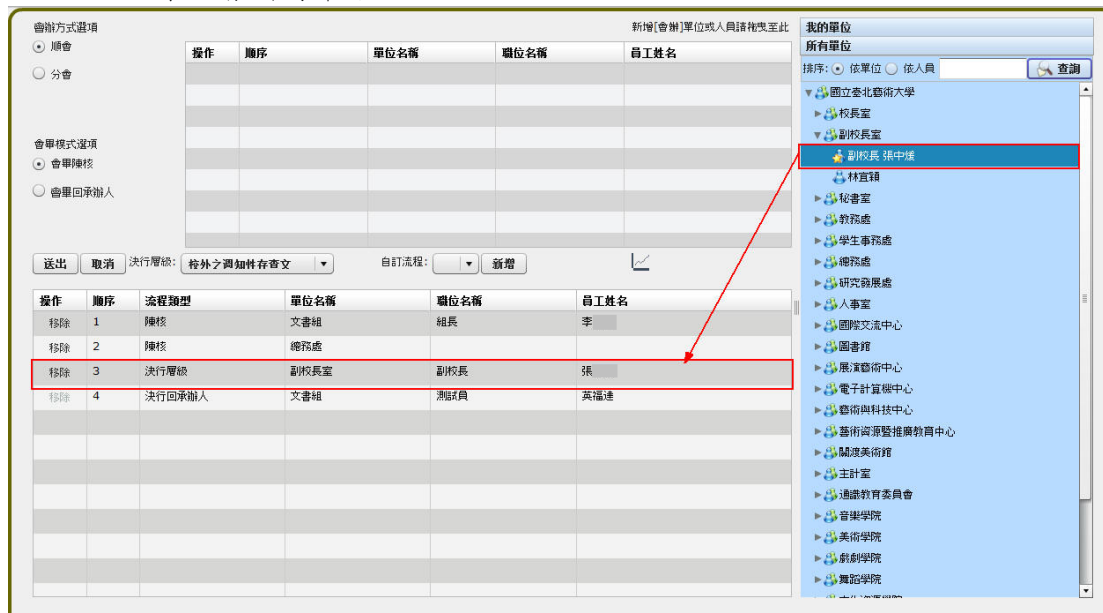 會辦方式選項
順會
分會
會畢模式選項
會畢陳核
會畢回承辦人
新增[會辦]單位或人員請拖曳至此
操作 順序 單位名稱 職位名稱 員工姓名
送出 取消 決行層級: 校外之週知性存查文 自訂流程: 新增
操作 順序 流程類型 單位名稱 職位名稱 員工姓名
移除 1 陳核 文書組 組長 李
移除 2 陳核 總務處
移除 3 決行層級 副校長室 副校長 張
移除 4 決行回承辦人 文書組 測試員 英福達
我的單位
所有單位
排序: 依單位 依人員 查詢
國立臺北藝術大學
校長室
副校長室
副校長 張中煖
林宜穎
秘書室
教務處
學生事務處
總務處
研究發展處
人事室
國際交流中心
圖書館
展演藝術中心
電子計算機中心
藝術與科技中心
藝術資源暨推廣教育中心
關渡美術館
主計室
通識教育委員會
音樂學院
美術學院
戲劇學院
舞蹈學院